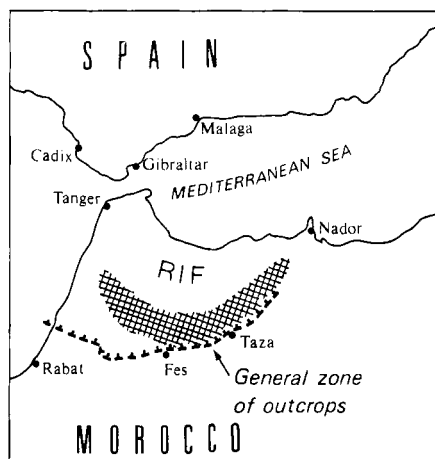 SPAIN
Malaga
Cadix
Gibraltar
MEDITERRANEAN SEA
Tanger
Nador
RIF
Taza
Rabat
Fes
General zone
of outcrops
MOROCCO